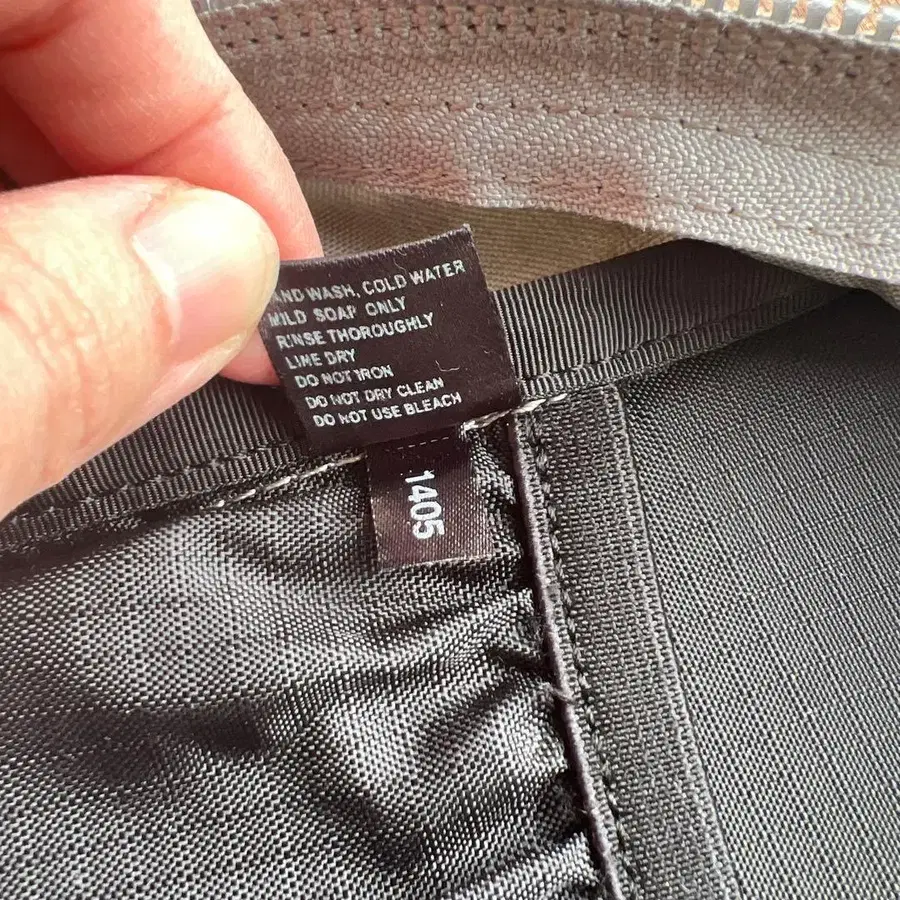 AND WASH, COLD WATER
MILD SOAP ONLY
RINSE THOROUGHLY
LINE DRY
DO NOT IRON
DO NOT DRY CLEAN
DO NOT USE BLEACH
1405